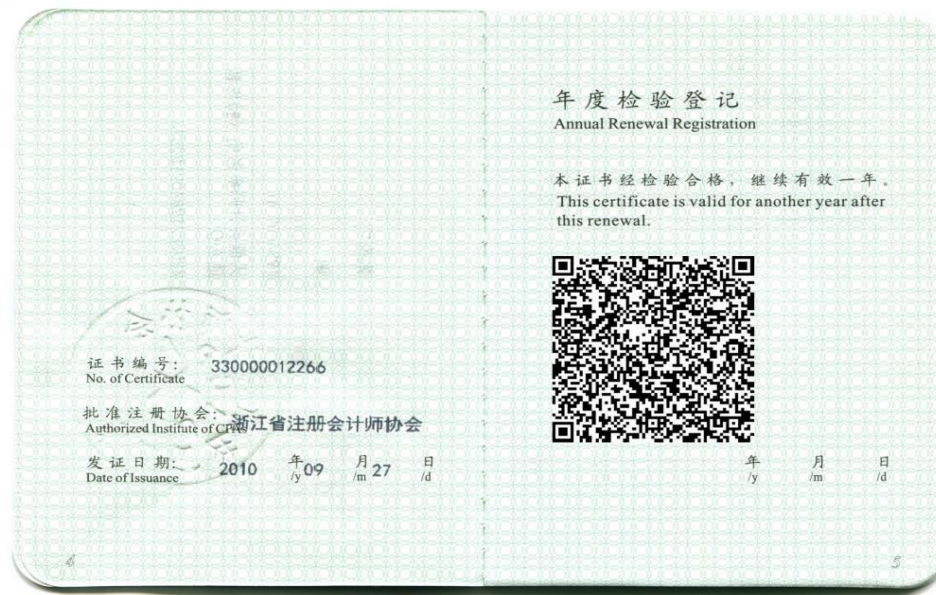 证书编号: 330000012266
No. of Certificate
批准注册协会: 浙江省注册会计师协会
Authorized Institute of CPAs
发证日期: 2010 年 09 月 27 日
Date of Issuance /y /m /d
4
年度检验登记
Annual Renewal Registration
本证书经检验合格，继续有效一年。
This certificate is valid for another year after
this renewal.
年 月 日
/y /m /d
5